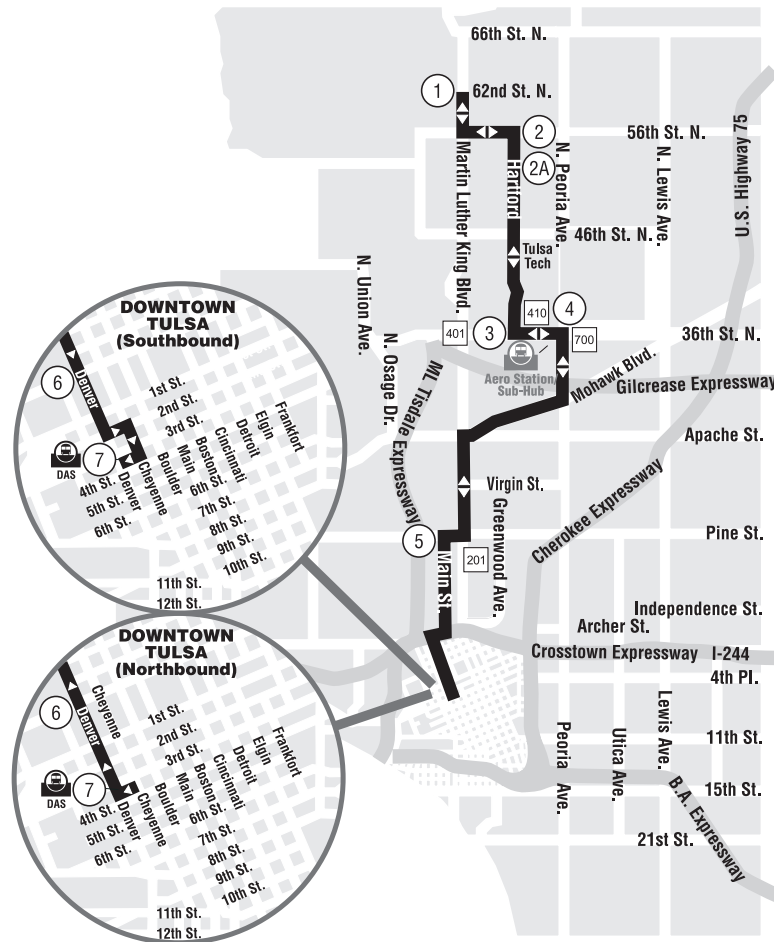 66th St. N.
1
62nd St. N.
2
56th St. N.
2A
Martin Luther King Blvd.
Hartford
N. Peoria Ave.
N. Lewis Ave.
U.S. Highway 75
46th St. N.
Tulsa
Tech
N. Union Ave.
N. Osage Dr.
401
3
410
4
700
36th St. N.
Aero Station/
Sub-Hub
Mohawk Blvd.
Gilcrease Expressway
ML Tisdale Expressway
Apache St.
Virgin St.
Greenwood Ave.
Cherokee Expressway
5
Pine St.
201
Main St.
Independence St.
Archer St.
Crosstown Expressway I-244
4th Pl.
Peoria Ave.
Utica Ave.
Lewis Ave.
11th St.
15th St.
B.A. Expressway
21st St.
DOWNTOWN
TULSA
(Southbound)
6
Denver
1st St.
2nd St.
3rd St.
DAS
7
4th St.
5th St.
6th St.
Denver
Cheyenne
Boulder
Main
Boston
Cincinnati
Detroit
Elgin
Frankfort
6th St.
7th St.
8th St.
9th St.
10th St.
11th St.
12th St.
DOWNTOWN
TULSA
(Northbound)
6
Denver
Cheyenne
1st St.
2nd St.
3rd St.
DAS
7
4th St.
5th St.
6th St.
Denver
Cheyenne
Boulder
Main
Boston
Cincinnati
Detroit
Elgin
Frankfort
6th St.
7th St.
8th St.
9th St.
10th St.
11th St.
12th St.